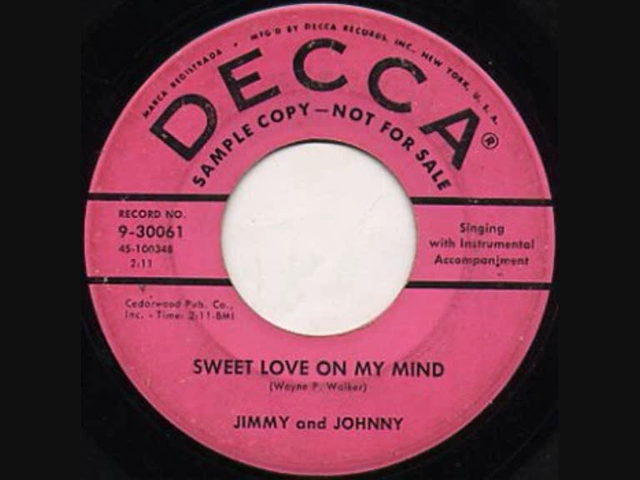 MARCA REGISTRADA • MFG'D BY DECCA RECORDS, INC., NEW YORK, U.S.A.
DECCA®
SAMPLE COPY—NOT FOR SALE
RECORD NO.
9-30061
45-100348
2:11
Singing
with Instrumental
Accompaniment
Cedarwood Pub. Co.,
Inc. - Time: 2:11-BMI
SWEET LOVE ON MY MIND
(Wayne P. Walker)
JIMMY and JOHNNY